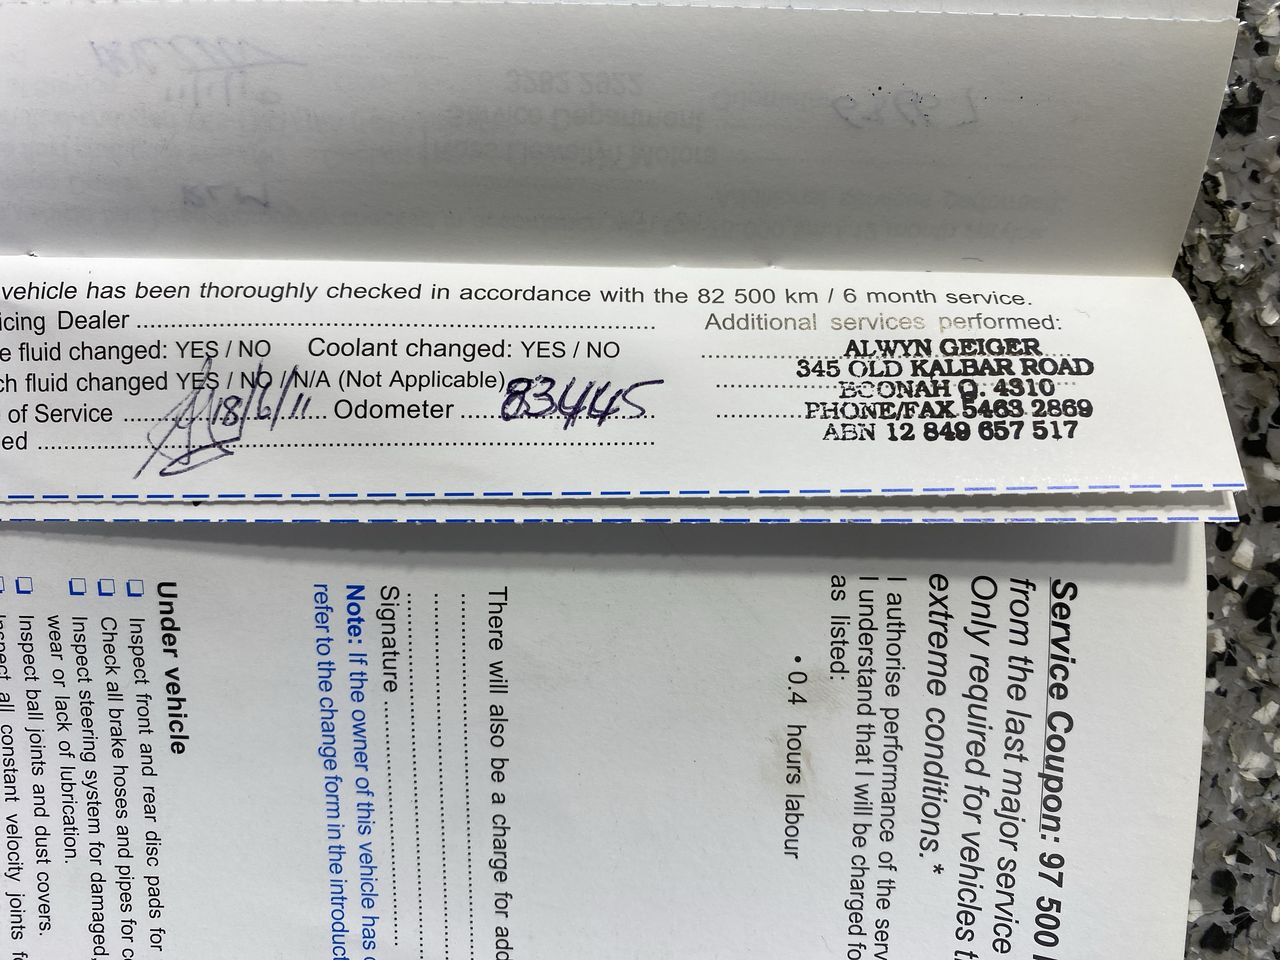 vehicle has been thoroughly checked in accordance with the 82 500 km / 6 month service.
icing Dealer
Additional services performed:
e fluid changed: YES / NO Coolant changed: YES / NO
ch fluid changed YES / NO / N/A (Not Applicable)
of Service 18/6/11 Odometer 83445
ed
ALWYN GEIGER
345 OLD KALBAR ROAD
BOONAH Q. 4310
PHONE/FAX 5463 2869
ABN 12 849 657 517
Service Coupon: 97 500
from the last major service
Only required for vehicles
extreme conditions. *
I authorise performance of the serv
I understand that I will be charged fo
as listed:
• 0.4 hours labour
There will also be a charge for add
Signature
Note: If the owner of this vehicle has c
refer to the change form in the introduct
Under vehicle
Inspect front and rear disc pads for
Check all brake hoses and pipes for c
Inspect steering system for damaged,
wear or lack of lubrication.
Inspect ball joints and dust covers.
Inspect all constant velocity joints f